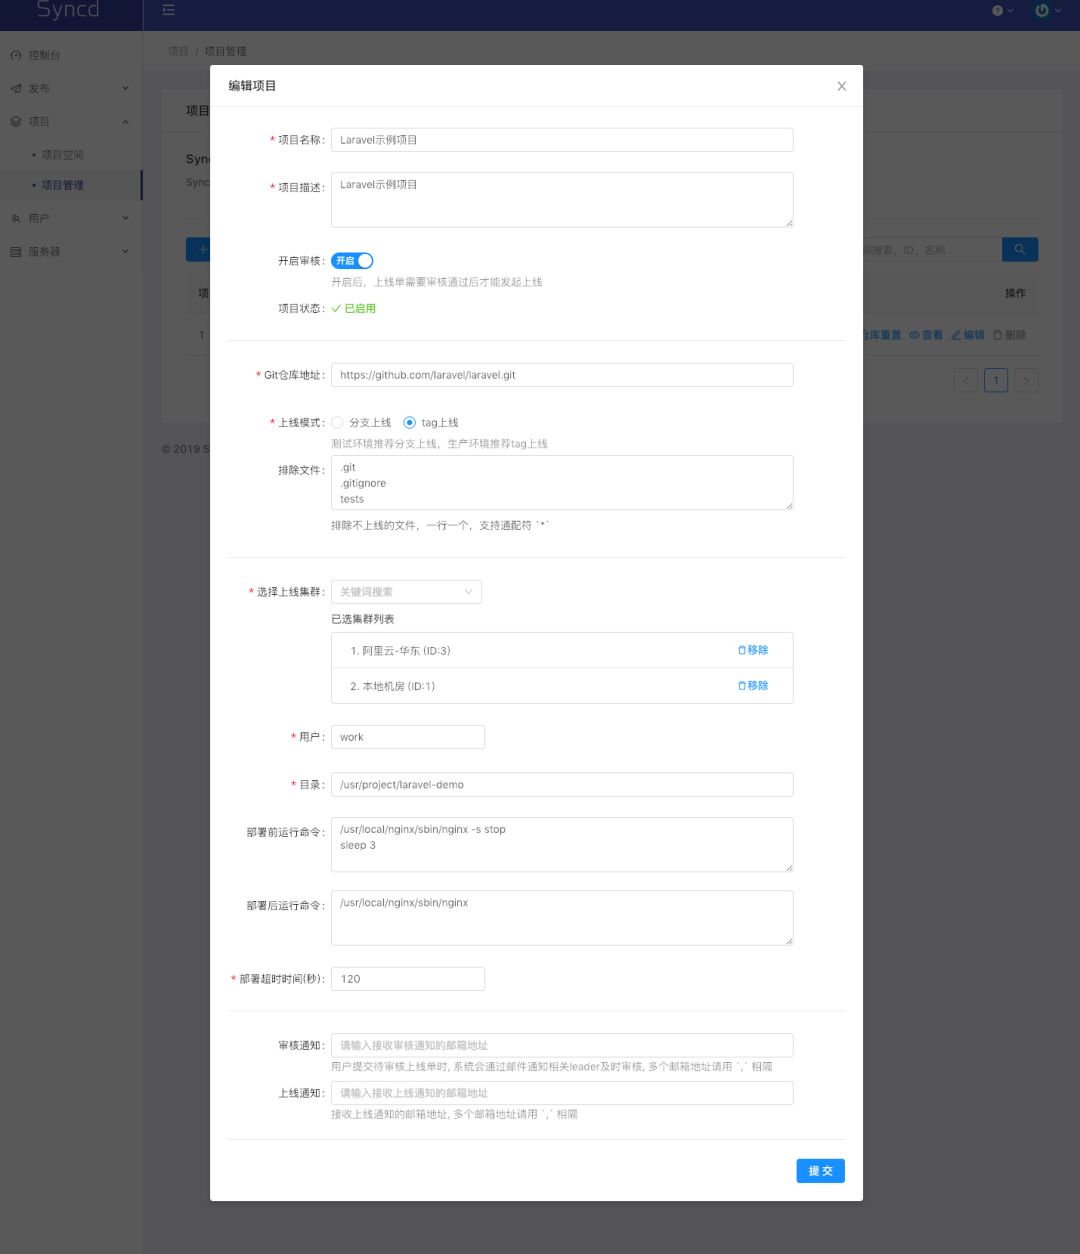 Syncd
控制台
发布
项目
项目空间
项目管理
用户
服务器
项目 / 项目管理
项目
Syn
Sync
询搜索、ID、名称
项
操作
1
仓库重置 查看 编辑 删除
1
© 2019 S
编辑项目
* 项目名称: Laravel示例项目
* 项目描述: Laravel示例项目
开启审核: 开启
开启后，上线单需要审核通过后才能发起上线
项目状态: 已启用
* Git仓库地址: https://github.com/laravel/laravel.git
* 上线模式: 分支上线 tag上线
测试环境推荐分支上线，生产环境推荐tag上线
排除文件: .git
.gitignore
tests
排除不上线的文件，一行一个，支持通配符 `*`
* 选择上线集群: 关键词搜索
已选集群列表
1. 阿里云-华东 (ID:3) 移除
2. 本地机房 (ID:1) 移除
* 用户: work
* 目录: /usr/project/laravel-demo
部署前运行命令: /usr/local/nginx/sbin/nginx -s stop
sleep 3
部署后运行命令: /usr/local/nginx/sbin/nginx
* 部署超时时间(秒): 120
审核通知: 请输入接收审核通知的邮箱地址
用户提交待审核上线单时, 系统会通过邮件通知相关leader及时审核, 多个邮箱地址请用 `,` 相隔
上线通知: 请输入接收上线通知的邮箱地址
接收上线通知的邮箱地址, 多个邮箱地址请用 `,` 相隔
提 交